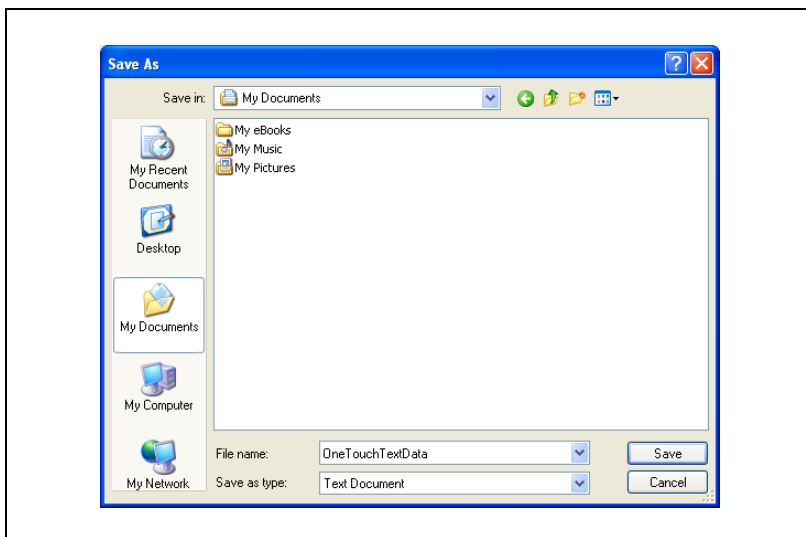 Save As
Save in: My Documents
My eBooks
My Music
My Pictures
My Recent
Documents
Desktop
My Documents
My Computer
My Network
File name: OneTouchTextData Save
Save as type: Text Document Cancel